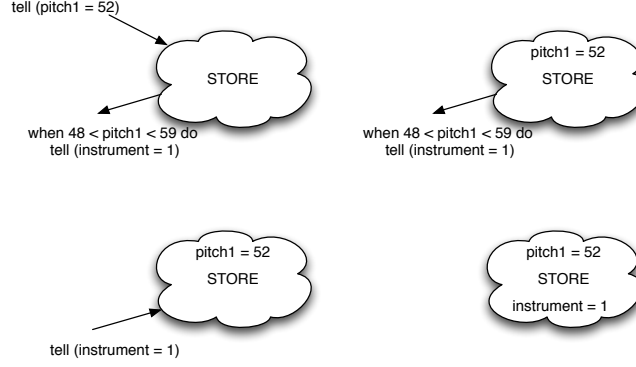 tell (pitch1 = 52)
STORE
when 48 < pitch1 < 59 do
tell (instrument = 1)
pitch1 = 52
STORE
when 48 < pitch1 < 59 do
tell (instrument = 1)
pitch1 = 52
STORE
tell (instrument = 1)
pitch1 = 52
STORE
instrument = 1